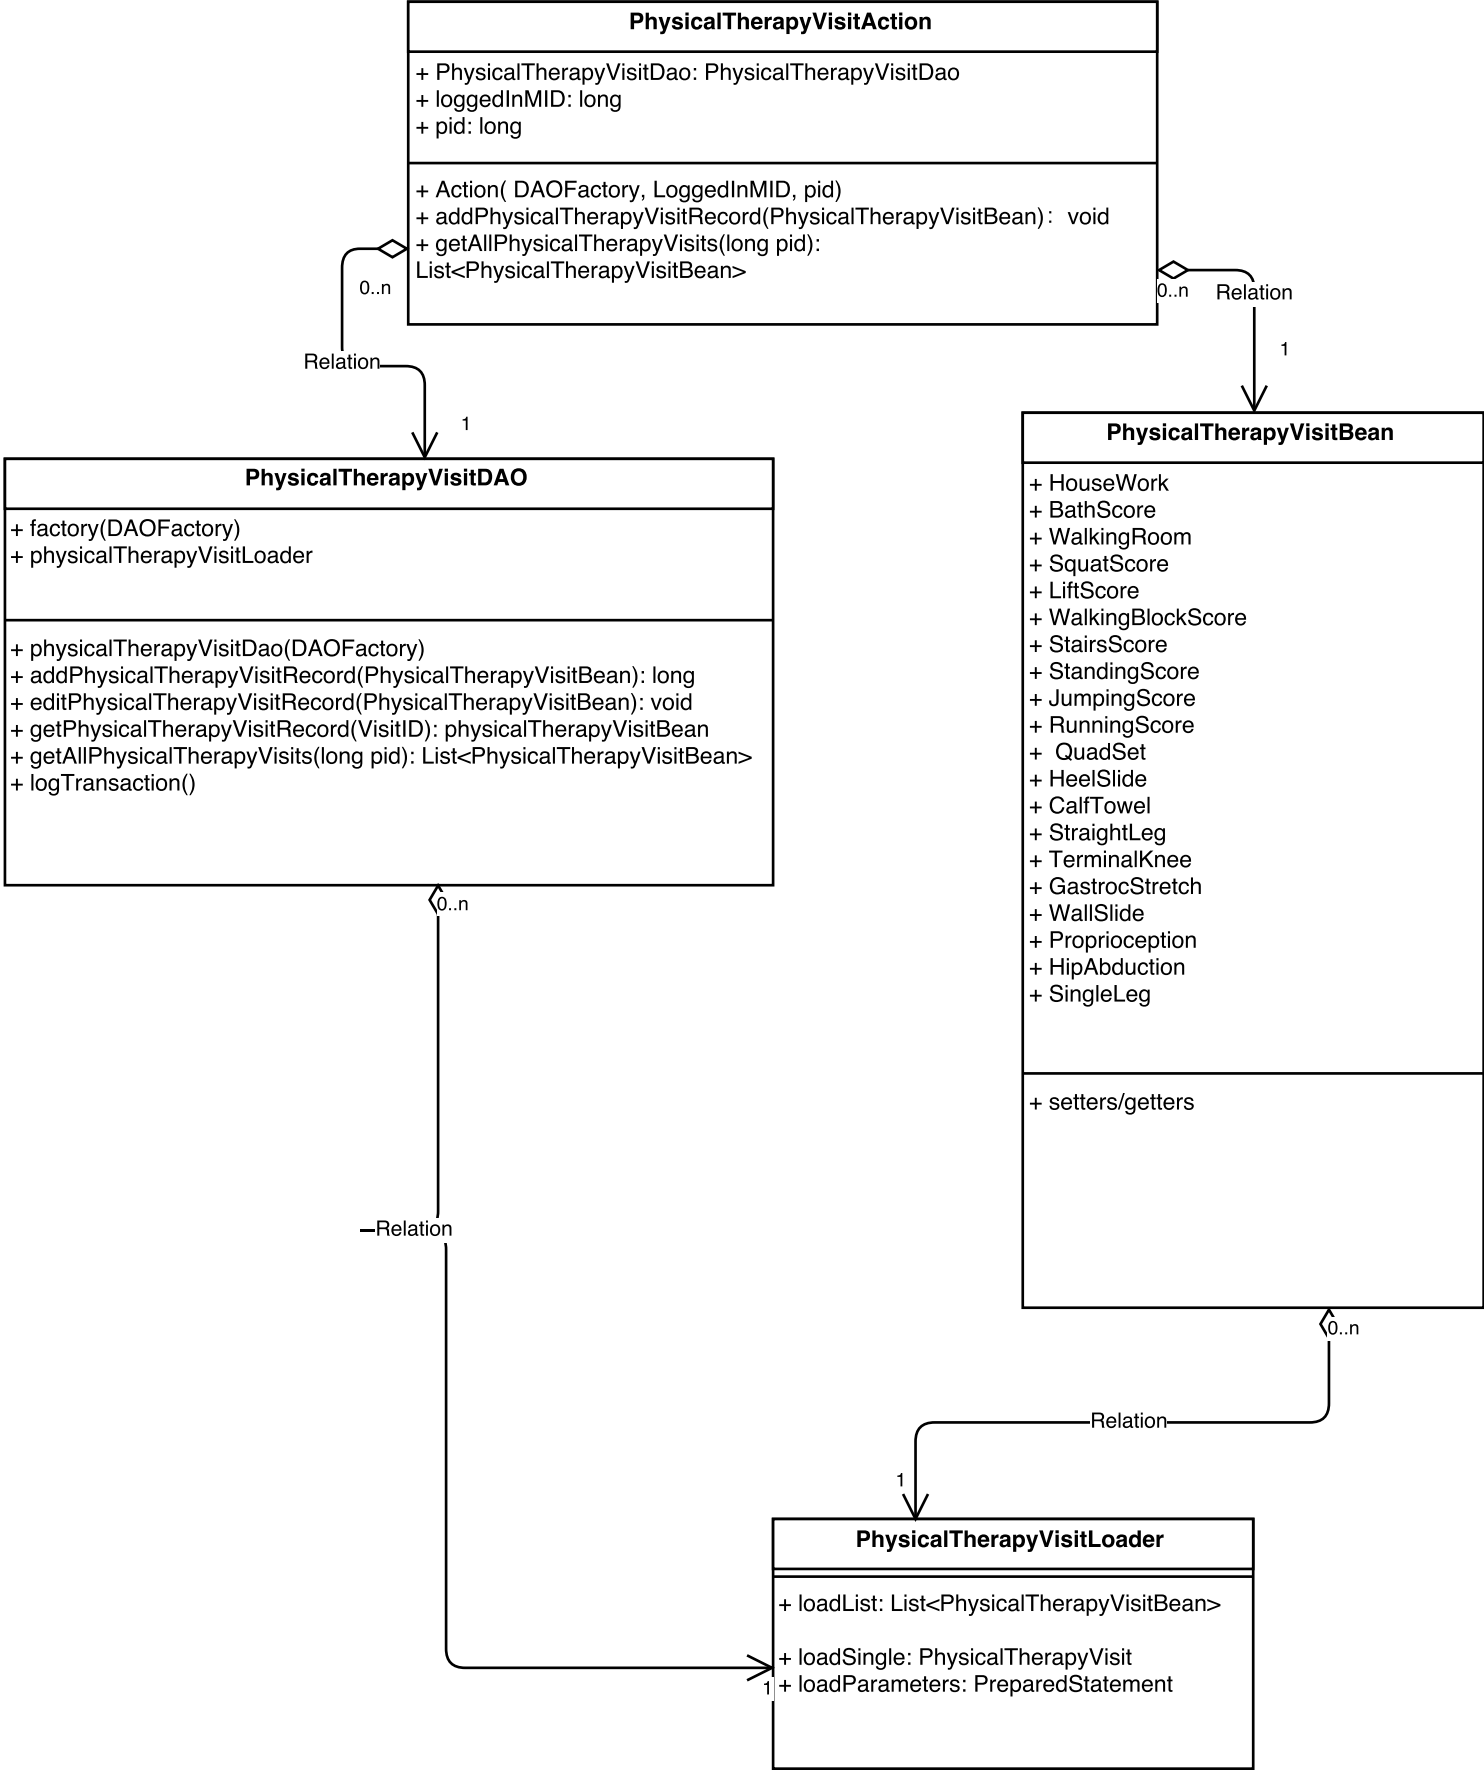 PhysicalTherapyVisitAction
+ PhysicalTherapyVisitDao: PhysicalTherapyVisitDao
+ loggedInMID: long
+ pid: long
+ Action( DAOFactory, LoggedInMID, pid)
+ addPhysicalTherapyVisitRecord(PhysicalTherapyVisitBean): void
+ getAllPhysicalTherapyVisits(long pid):
List<PhysicalTherapyVisitBean>
0..n
Relation
1
0..n
Relation
1
PhysicalTherapyVisitDAO
+ factory(DAOFactory)
+ physicalTherapyVisitLoader
+ physicalTherapyVisitDao(DAOFactory)
+ addPhysicalTherapyVisitRecord(PhysicalTherapyVisitBean): long
+ editPhysicalTherapyVisitRecord(PhysicalTherapyVisitBean): void
+ getPhysicalTherapyVisitRecord(VisitID): physicalTherapyVisitBean
+ getAllPhysicalTherapyVisits(long pid): List<PhysicalTherapyVisitBean>
+ logTransaction()
0..n
Relation
1
PhysicalTherapyVisitBean
+ HouseWork
+ BathScore
+ WalkingRoom
+ SquatScore
+ LiftScore
+ WalkingBlockScore
+ StairsScore
+ StandingScore
+ JumpingScore
+ RunningScore
+ QuadSet
+ HeelSlide
+ CalfTowel
+ StraightLeg
+ TerminalKnee
+ GastrocStretch
+ WallSlide
+ Proprioception
+ HipAbduction
+ SingleLeg
+ setters/getters
0..n
Relation
1
PhysicalTherapyVisitLoader
+ loadList: List<PhysicalTherapyVisitBean>
+ loadSingle: PhysicalTherapyVisit
+ loadParameters: PreparedStatement